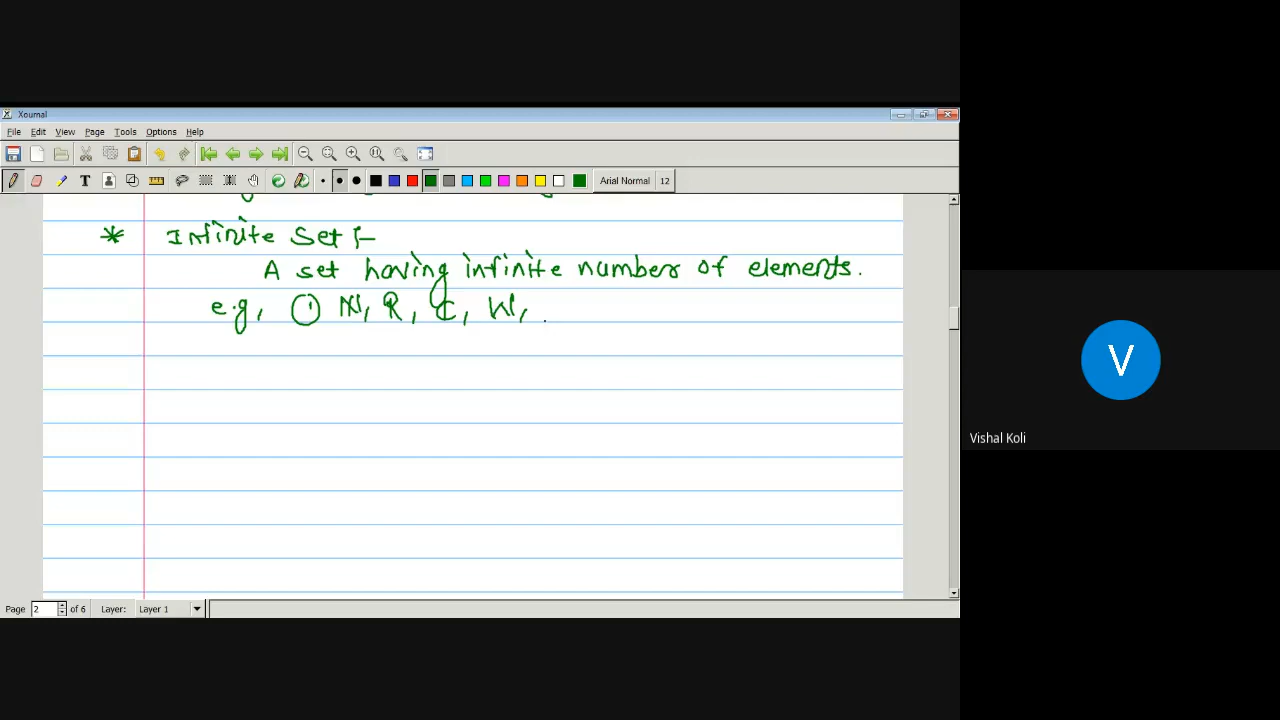 Xournal
File Edit View Page Tools Options Help
Arial Normal 12
* Infinite Set :-
A set having infinite numbers of elements.
e.g, ① ℕ, ℝ, ℂ, W,
V
Vishal Koli
Page 2 of 6 Layer: Layer 1